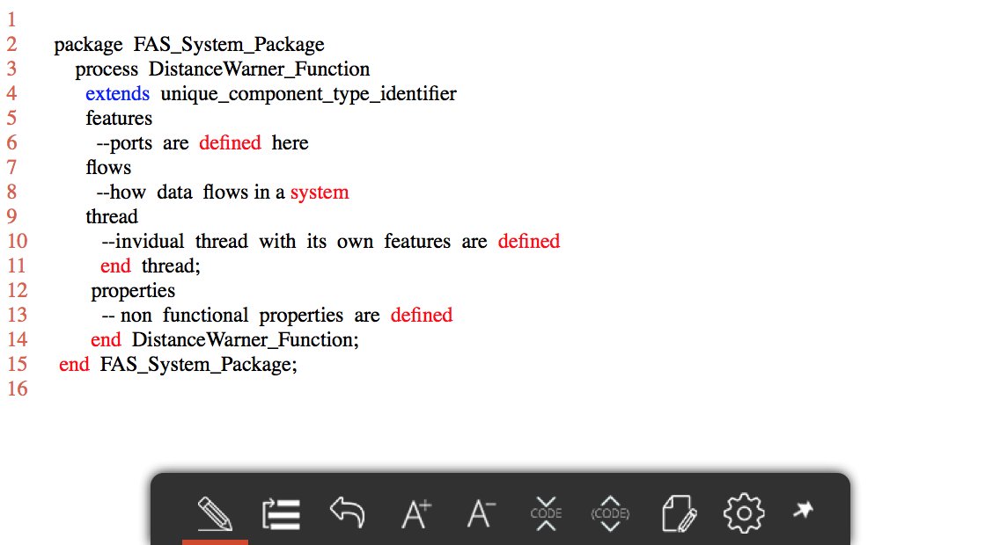 1
2 package FAS_System_Package
3 process DistanceWarner_Function
4 extends unique_component_type_identifier
5 features
6 --ports are defined here
7 flows
8 --how data flows in a system
9 thread
10 --invidual thread with its own features are defined
11 end thread;
12 properties
13 -- non functional properties are defined
14 end DistanceWarner_Function;
15 end FAS_System_Package;
16
A+ A- CODE (CODE)